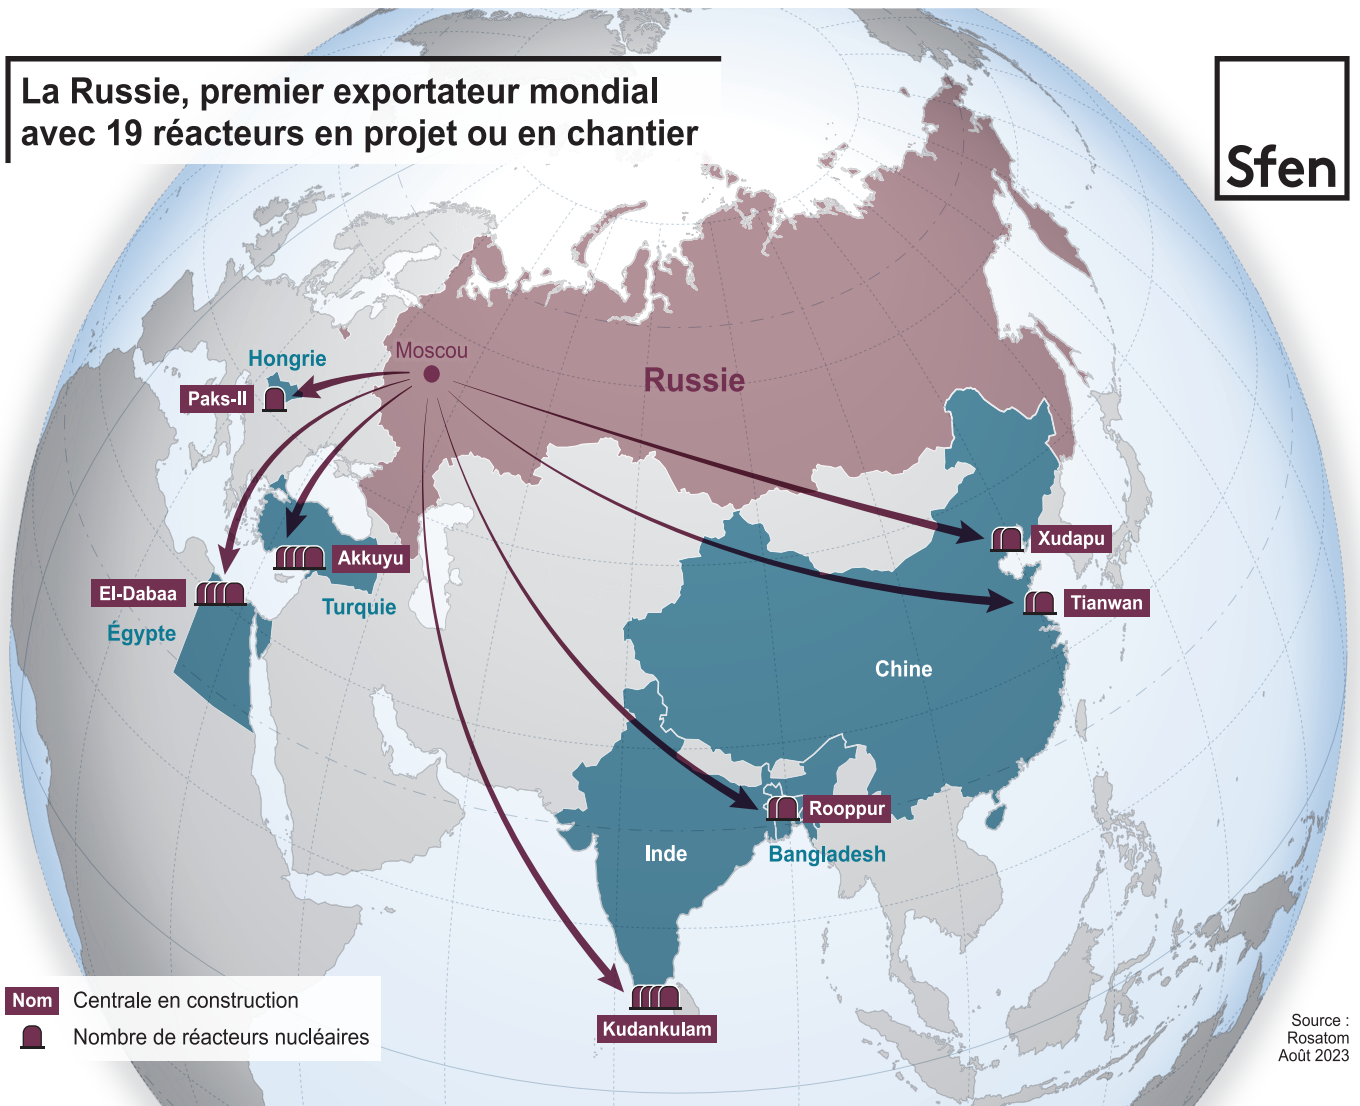 La Russie, premier exportateur mondial
avec 19 réacteurs en projet ou en chantier
Sfen
Hongrie
Moscou
Russie
Paks-II
Xudapu
Akkuyu
El-Dabaa
Tianwan
Turquie
Égypte
Chine
Rooppur
Inde
Bangladesh
Kudankulam
Nom
Centrale en construction
Nombre de réacteurs nucléaires
Source :
Rosatom
Août 2023